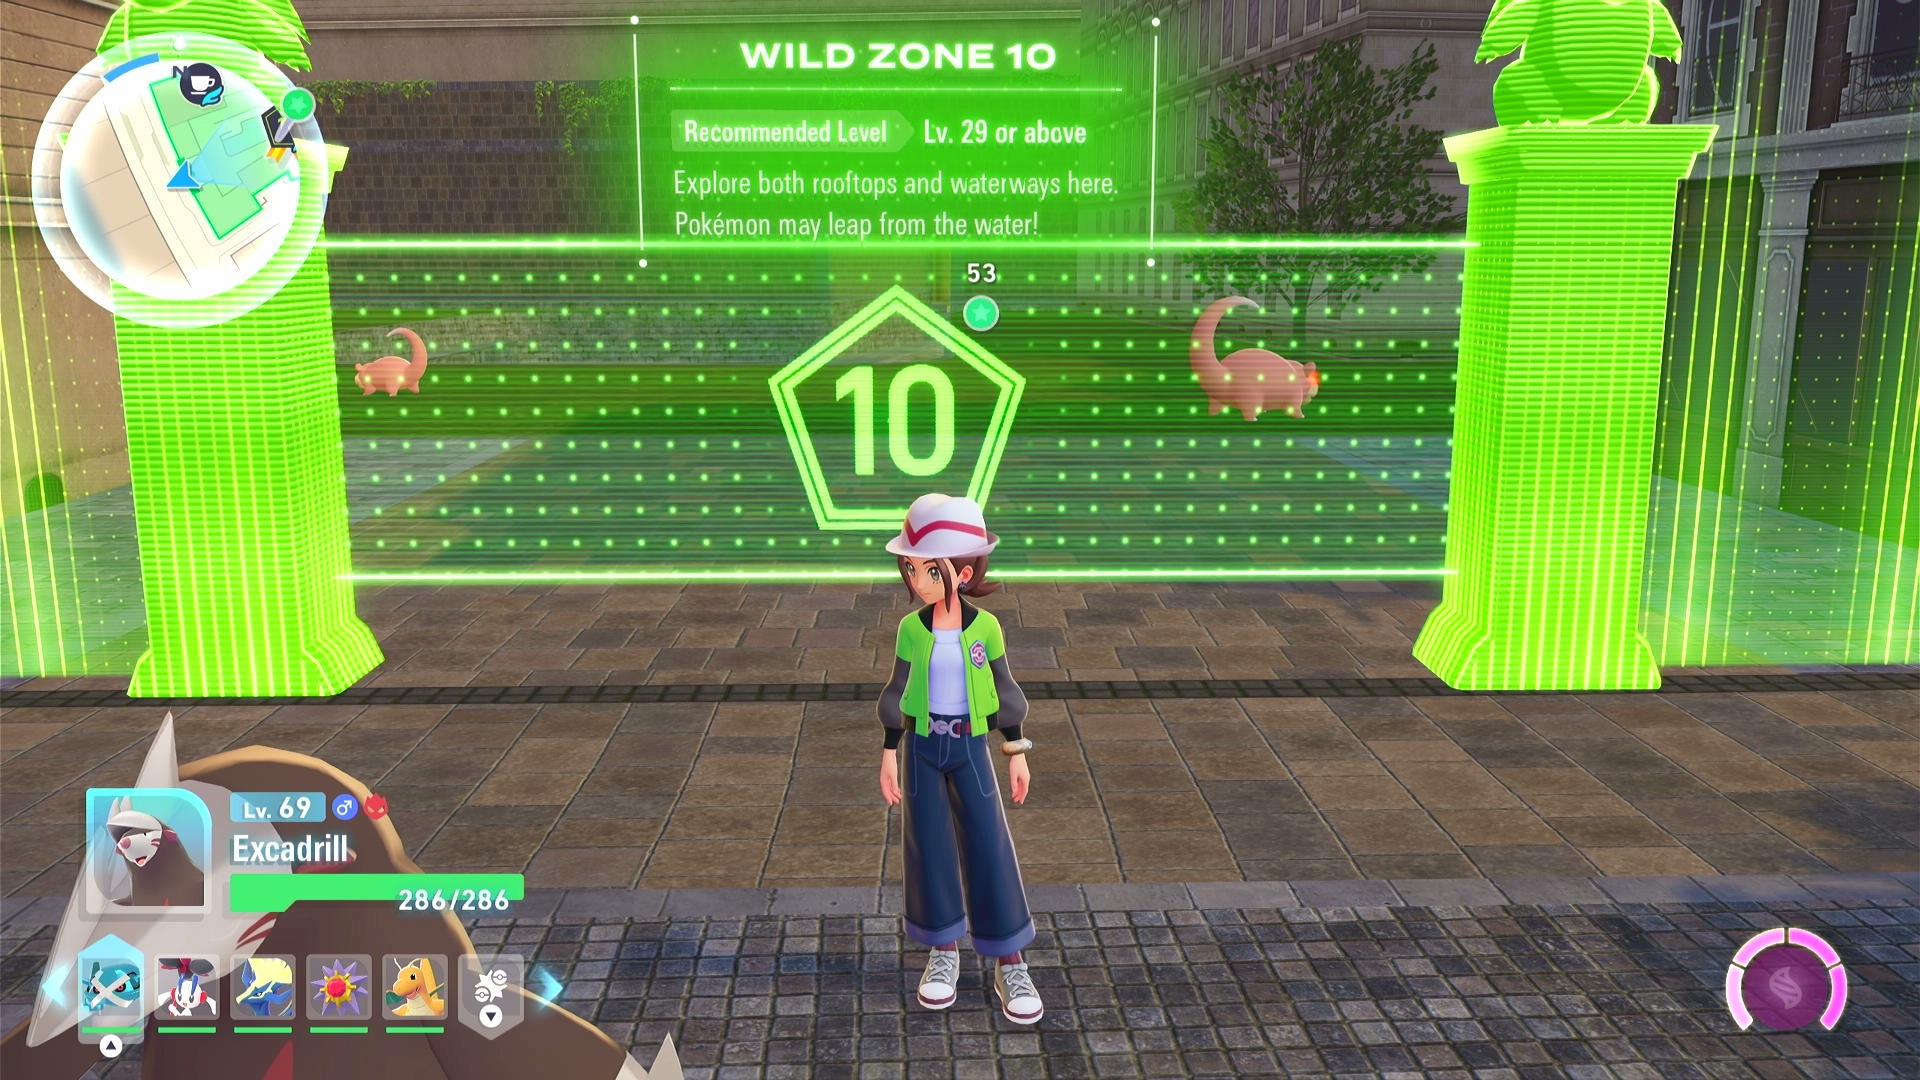 WILD ZONE 10
Recommended Level Lv. 29 or above
Explore both rooftops and waterways here.
Pokémon may leap from the water!
N
53
10
Lv. 69
Excadrill
286/286